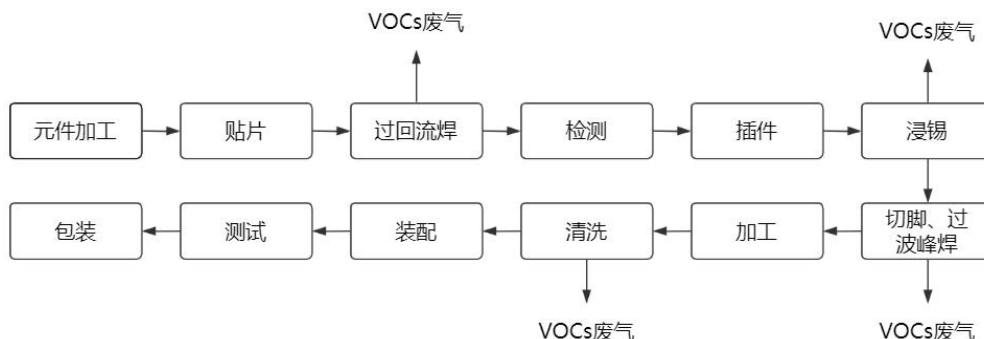 VOCs废气
VOCs废气
元件加工
贴片
过回流焊
检测
插件
浸锡
包装
测试
装配
清洗
加工
切脚、过
波峰焊
VOCs废气
VOCs废气